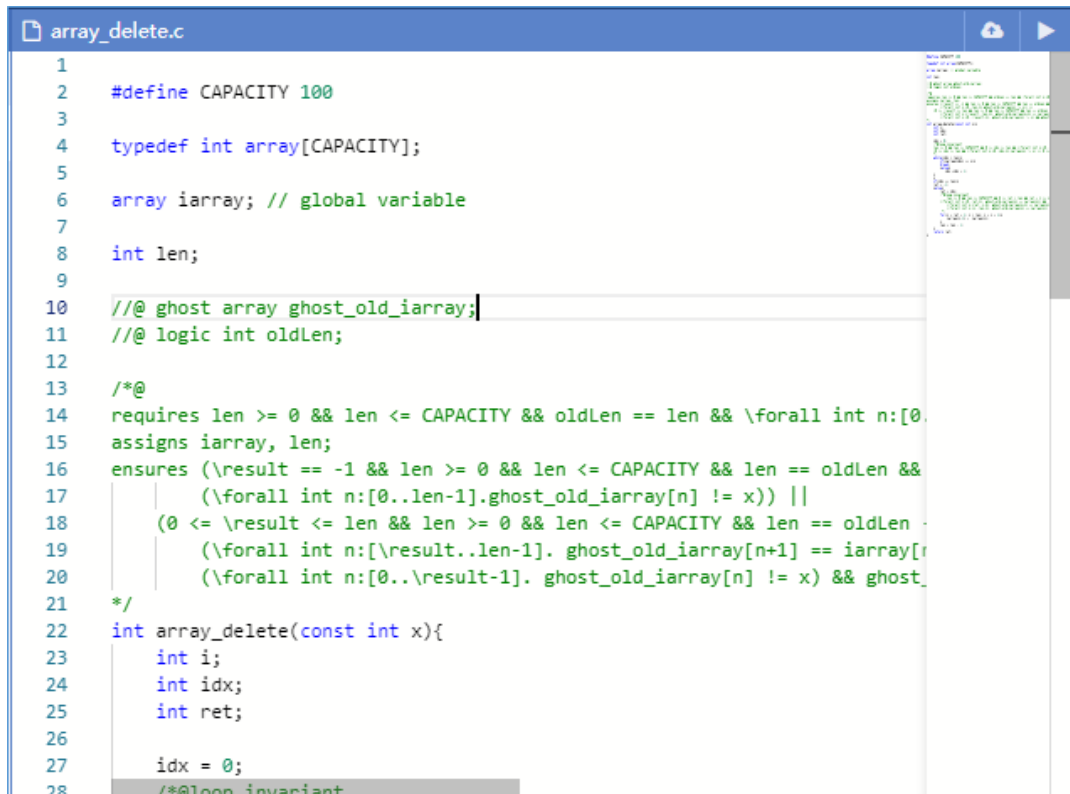 array_delete.c
1
2 #define CAPACITY 100
3
4 typedef int array[CAPACITY];
5
6 array iarray; // global variable
7
8 int len;
9
10 //@ ghost array ghost_old_iarray;
11 //@ logic int oldLen;
12
13 /*@
14 requires len >= 0 && len <= CAPACITY && oldLen == len && \forall int n:[0.
15 assigns iarray, len;
16 ensures (\result == -1 && len >= 0 && len <= CAPACITY && len == oldLen &&
17 (\forall int n:[0..len-1].ghost_old_iarray[n] != x)) ||
18 (0 <= \result <= len && len >= 0 && len <= CAPACITY && len == oldLen -
19 (\forall int n:[\result..len-1]. ghost_old_iarray[n+1] == iarray[n
20 (\forall int n:[0..\result-1]. ghost_old_iarray[n] != x) && ghost_
21 */
22 int array_delete(const int x){
23 int i;
24 int idx;
25 int ret;
26
27 idx = 0;
28 /*@loop invariant